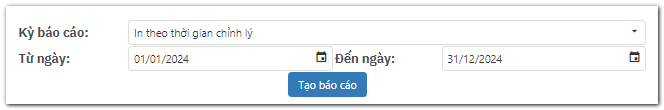 Kỳ báo cáo: In theo thời gian chỉnh lý
Từ ngày: 01/01/2024 Đến ngày: 31/12/2024
Tạo báo cáo